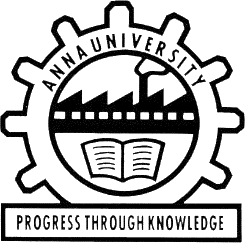 ANNA UNIVERSITY
PROGRESS THROUGH KNOWLEDGE